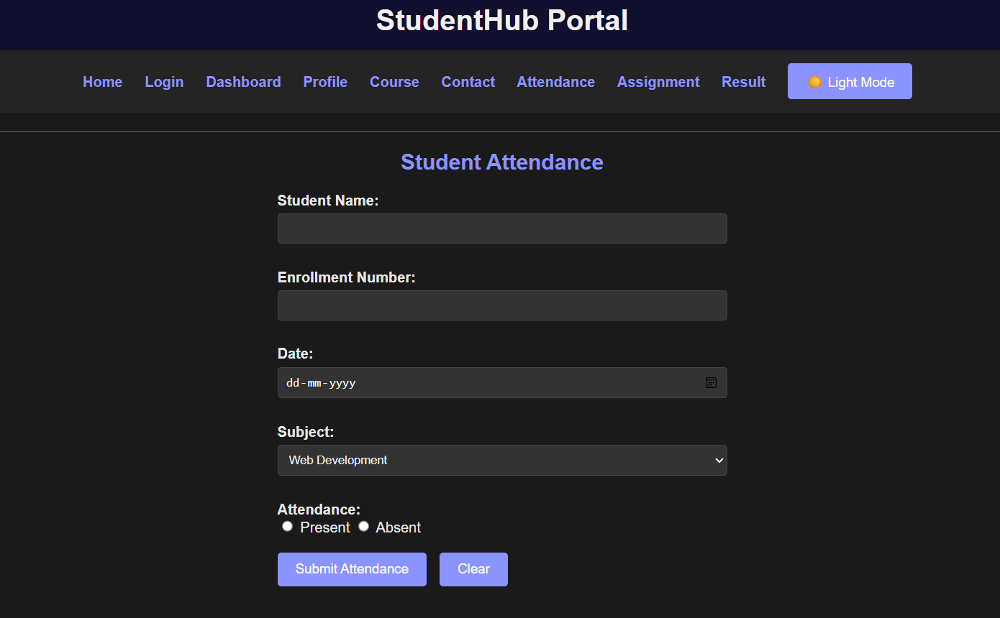 StudentHub Portal
Home Login Dashboard Profile Course Contact Attendance Assignment Result Light Mode
Student Attendance
Student Name:
Enrollment Number:
Date:
dd-mm-yyyy
Subject:
Web Development
Attendance:
Present Absent
Submit Attendance Clear